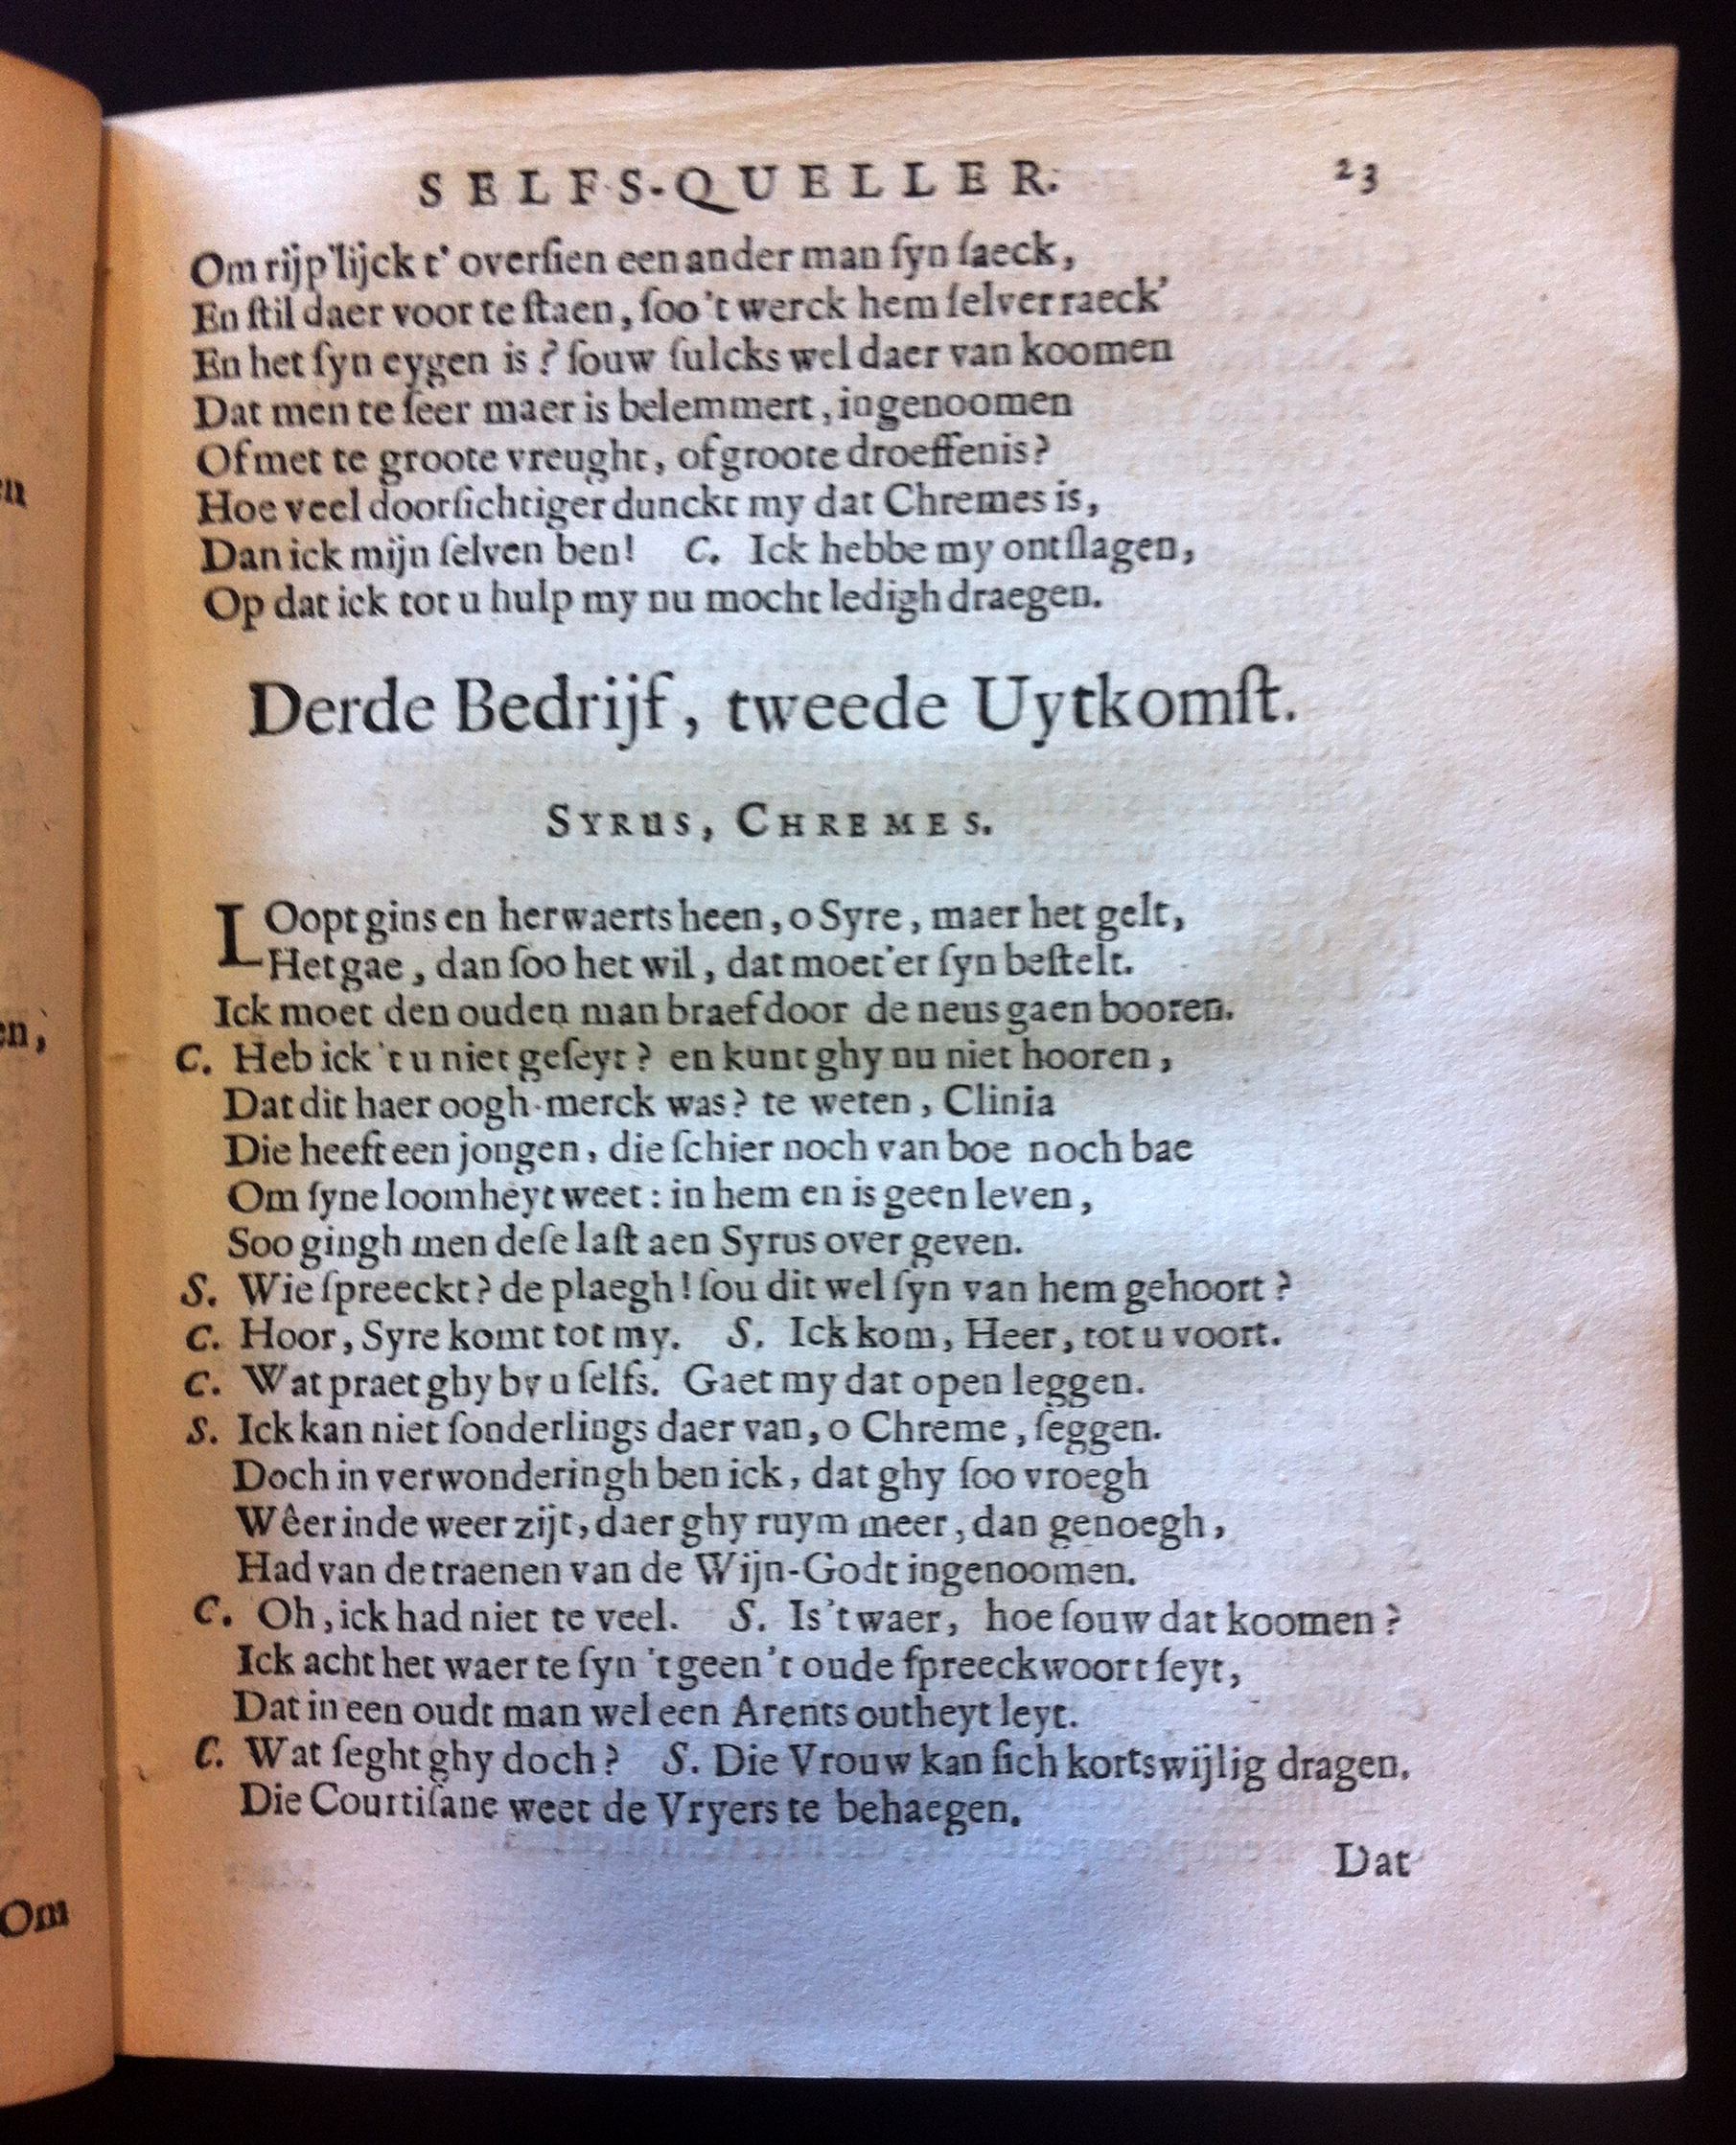 SELFS-QUELLER. 23
Om rijp'lijck t' overſien een ander man ſyn ſaeck,
En ſtil daer voor te ſtaen, ſoo 't werck hem ſelver raeck'
En het ſyn eygen is? ſouw ſulcks wel daer van koomen
Dat men te ſeer maer is belemmert, ingenoomen
Of met te groote vreught, of groote droeffenis?
Hoe veel doorſichtiger dunckt my dat Chremes is,
Dan ick mijn ſelven ben! C. Ick hebbe my ontſlagen,
Op dat ick tot u hulp my nu mocht ledigh draegen.
Derde Bedrijf, tweede Uytkomſt.
SYRUS, CHREMES.
LOopt gins en herwaerts heen, o Syre, maer het gelt,
Het gae, dan ſoo het wil, dat moet'er ſyn beſtelt.
Ick moet den ouden man braef door de neus gaen booren.
C. Heb ick 't u niet geſeyt? en kunt ghy nu niet hooren,
Dat dit haer oogh-merck was? te weten, Clinia
Die heeft een jongen, die ſchier noch van boe noch bae
Om ſyne loomheyt weet: in hem en is geen leven,
Soo gingh men deſe laſt aen Syrus over geven.
S. Wie ſpreeckt? de plaegh! ſou dit wel ſyn van hem gehoort?
C. Hoor, Syre komt tot my. S. Ick kom, Heer, tot u voort.
C. Wat praet ghy by u ſelfs. Gaet my dat open leggen.
S. Ick kan niet ſonderlings daer van, o Chreme, ſeggen.
Doch in verwonderingh ben ick, dat ghy ſoo vroegh
Wêer inde weer zijt, daer ghy ruym meer, dan genoegh,
Had van de traenen van de Wijn-Godt ingenoomen.
C. Oh, ick had niet te veel. S. Is 't waer, hoe ſouw dat koomen?
Ick acht het waer te ſyn 't geen 't oude ſpreeckwoort ſeyt,
Dat in een oudt man wel een Arents outheyt leyt.
C. Wat ſeght ghy doch? S. Die Vrouw kan ſich kortswijlig dragen.
Die Courtiſane weet de Vryers te behaegen.
Dat
en
en,
Om